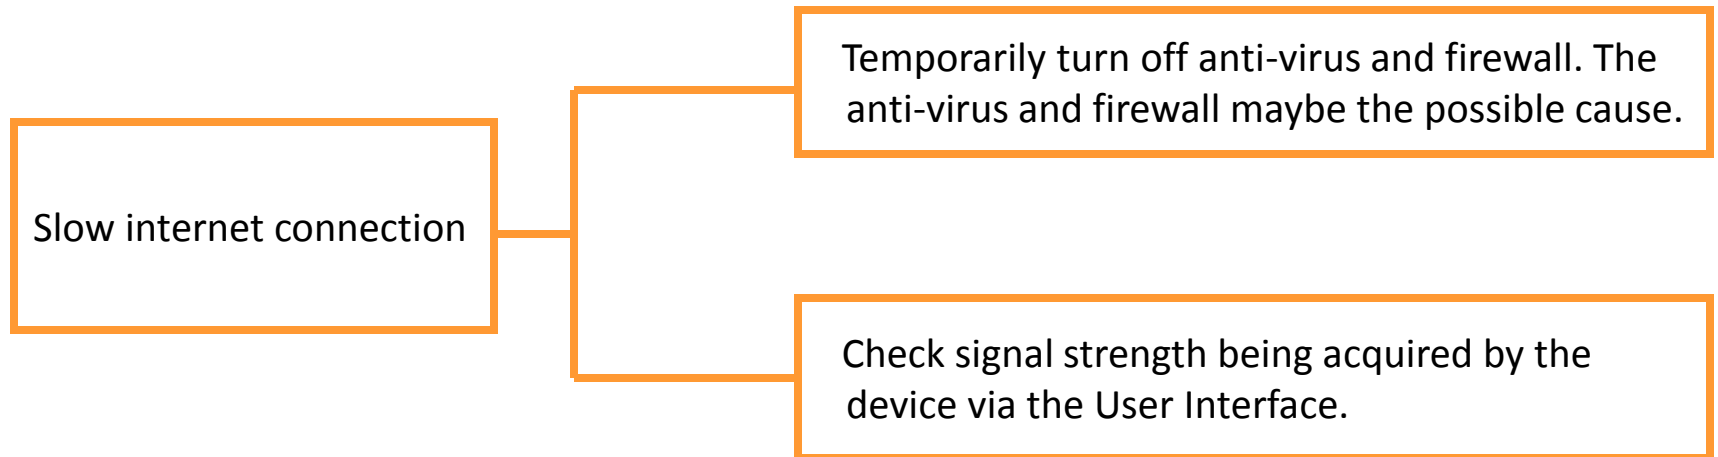 Temporarily turn off anti-virus and firewall. The
anti-virus and firewall maybe the possible cause.
Slow internet connection
Check signal strength being acquired by the
device via the User Interface.